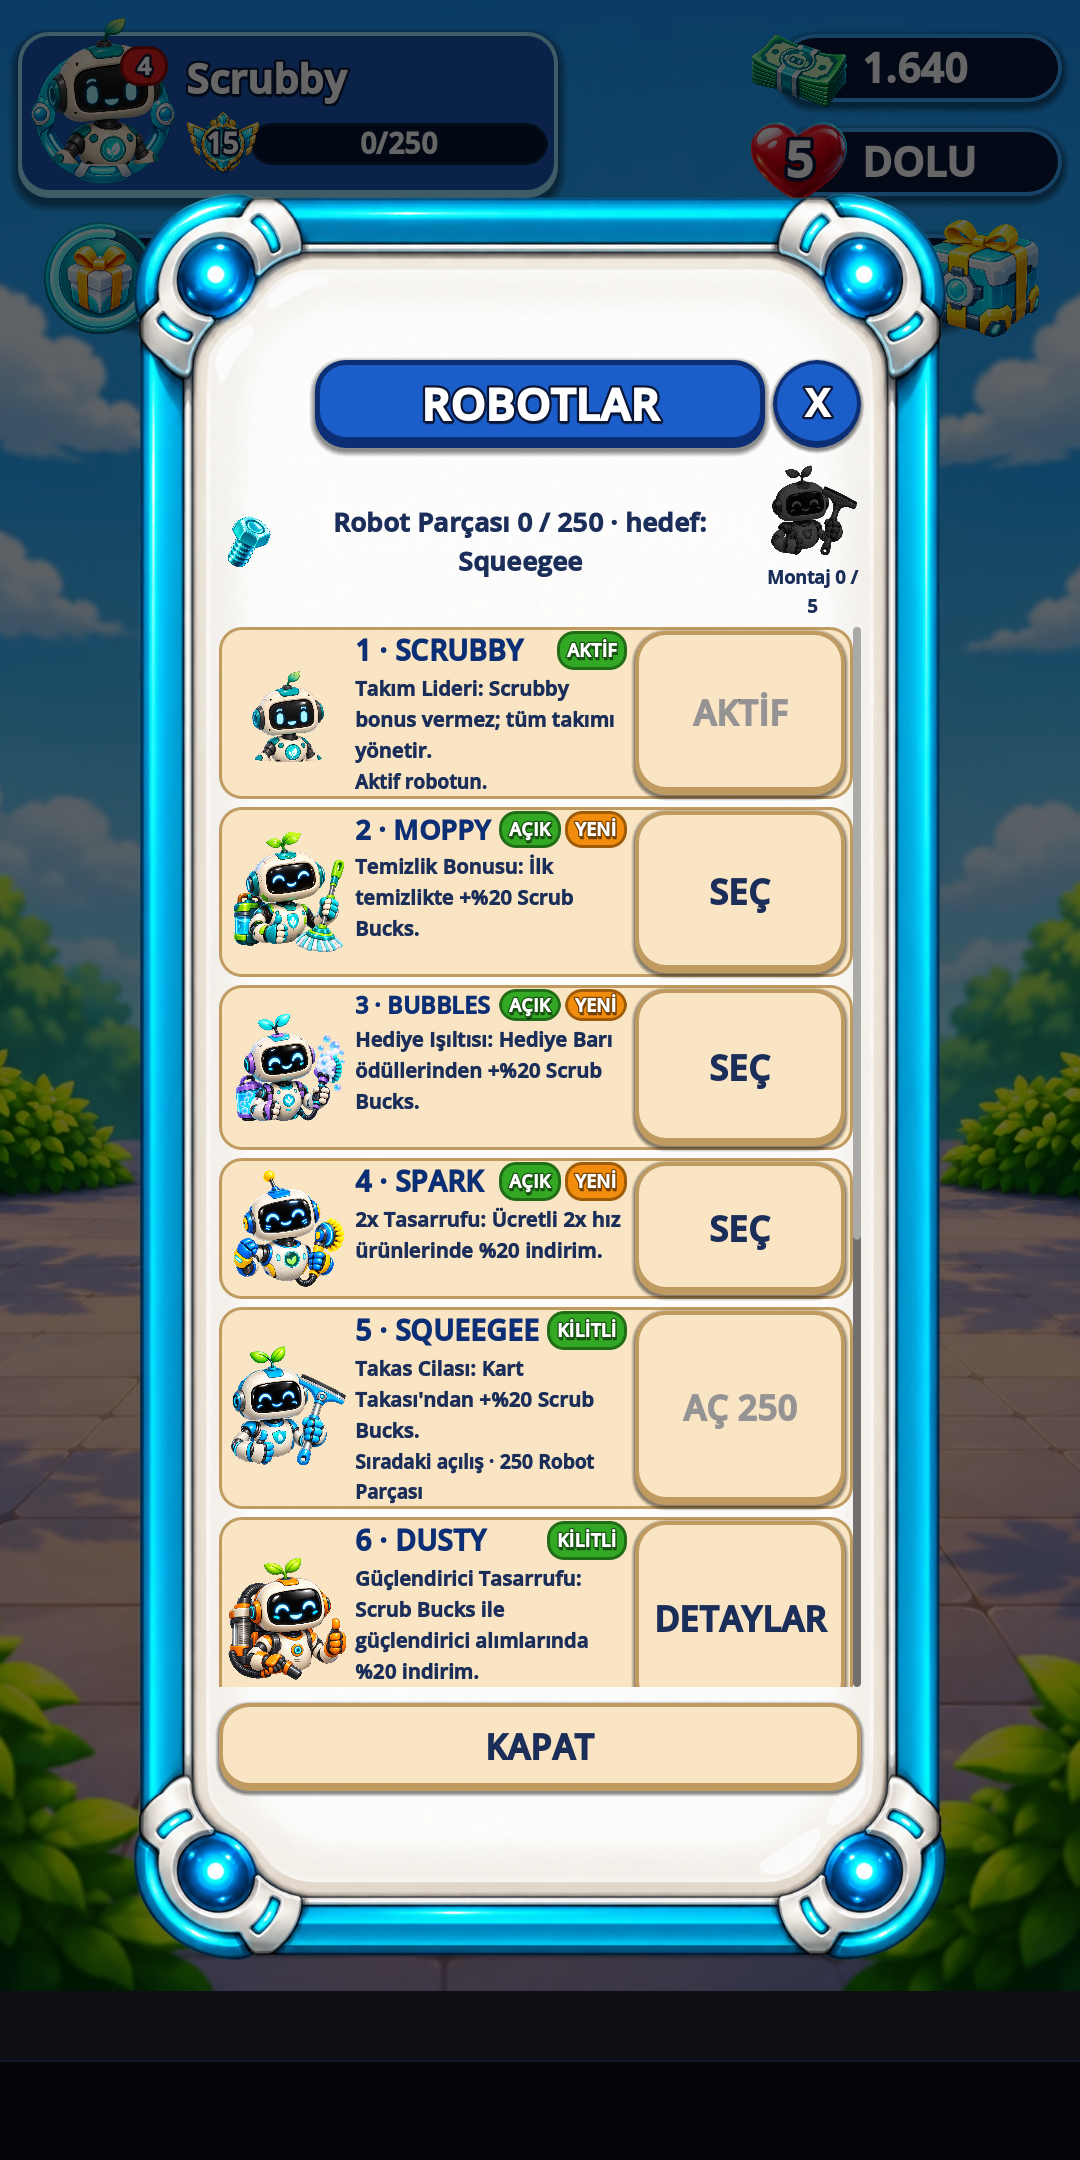 4
Scrubby
15
0/250
1.640
5
DOLU
ROBOTLAR
X
Robot Parçası 0 / 250 · hedef:
Squeegee
Montaj 0 /
5
1 · SCRUBBY
AKTİF
Takım Lideri: Scrubby
bonus vermez; tüm takımı
yönetir.
Aktif robotun.
AKTİF
2 · MOPPY
AÇIK
YENİ
Temizlik Bonusu: İlk
temizlikte +%20 Scrub
Bucks.
SEÇ
3 · BUBBLES
AÇIK
YENİ
Hediye Işıltısı: Hediye Barı
ödüllerinden +%20 Scrub
Bucks.
SEÇ
4 · SPARK
AÇIK
YENİ
2x Tasarrufu: Ücretli 2x hız
ürünlerinde %20 indirim.
SEÇ
5 · SQUEEGEE
KİLİTLİ
Takas Cilası: Kart
Takası'ndan +%20 Scrub
Bucks.
Sıradaki açılış · 250 Robot
Parçası
AÇ 250
6 · DUSTY
KİLİTLİ
Güçlendirici Tasarrufu:
Scrub Bucks ile
güçlendirici alımlarında
%20 indirim.
DETAYLAR
KAPAT